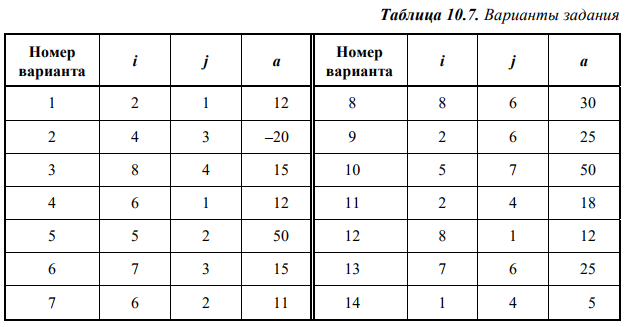 Таблица 10.7. Варианты задания
Номер варианта i j a Номер варианта i j a
1 2 1 12 8 8 6 30
2 4 3 –20 9 2 6 25
3 8 4 15 10 5 7 50
4 6 1 12 11 2 4 18
5 5 2 50 12 8 1 12
6 7 3 15 13 7 6 25
7 6 2 11 14 1 4 5